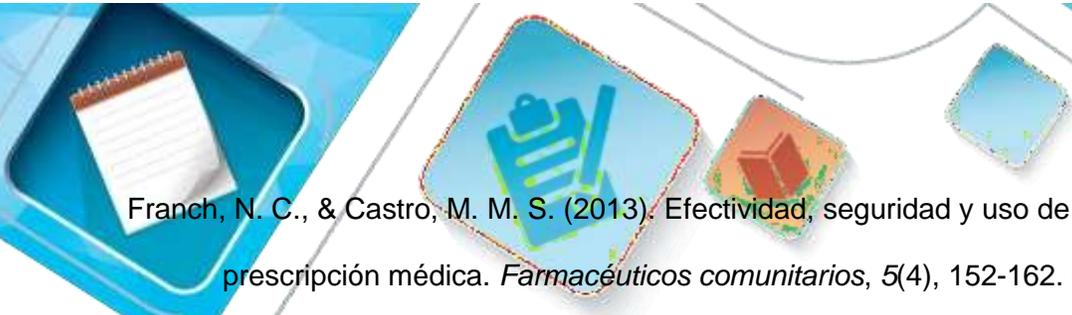 Franch, N. C., & Castro, M. M. S. (2013). Efectividad, seguridad y uso de
prescripción médica. Farmacéuticos comunitarios, 5(4), 152-162.